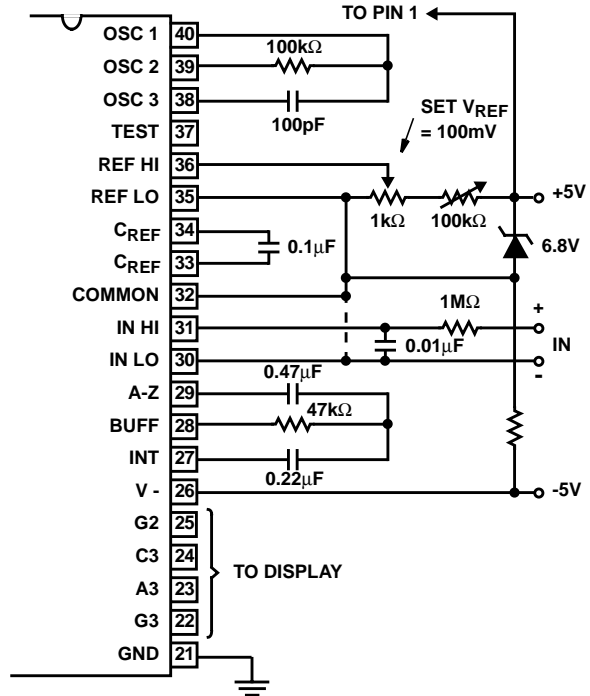 TO PIN 1
OSC 1 40
100kΩ
OSC 2 39
OSC 3 38
100pF
TEST 37
SET VREF
= 100mV
REF HI 36
REF LO 35
+5V
1kΩ 100kΩ
CREF 34
0.1µF
6.8V
CREF 33
COMMON 32
1MΩ
IN HI 31
+
0.01µF
IN
IN LO 30
-
0.47µF
A-Z 29
47kΩ
BUFF 28
INT 27
0.22µF
V - 26
-5V
G2 25
C3 24
TO DISPLAY
A3 23
G3 22
GND 21